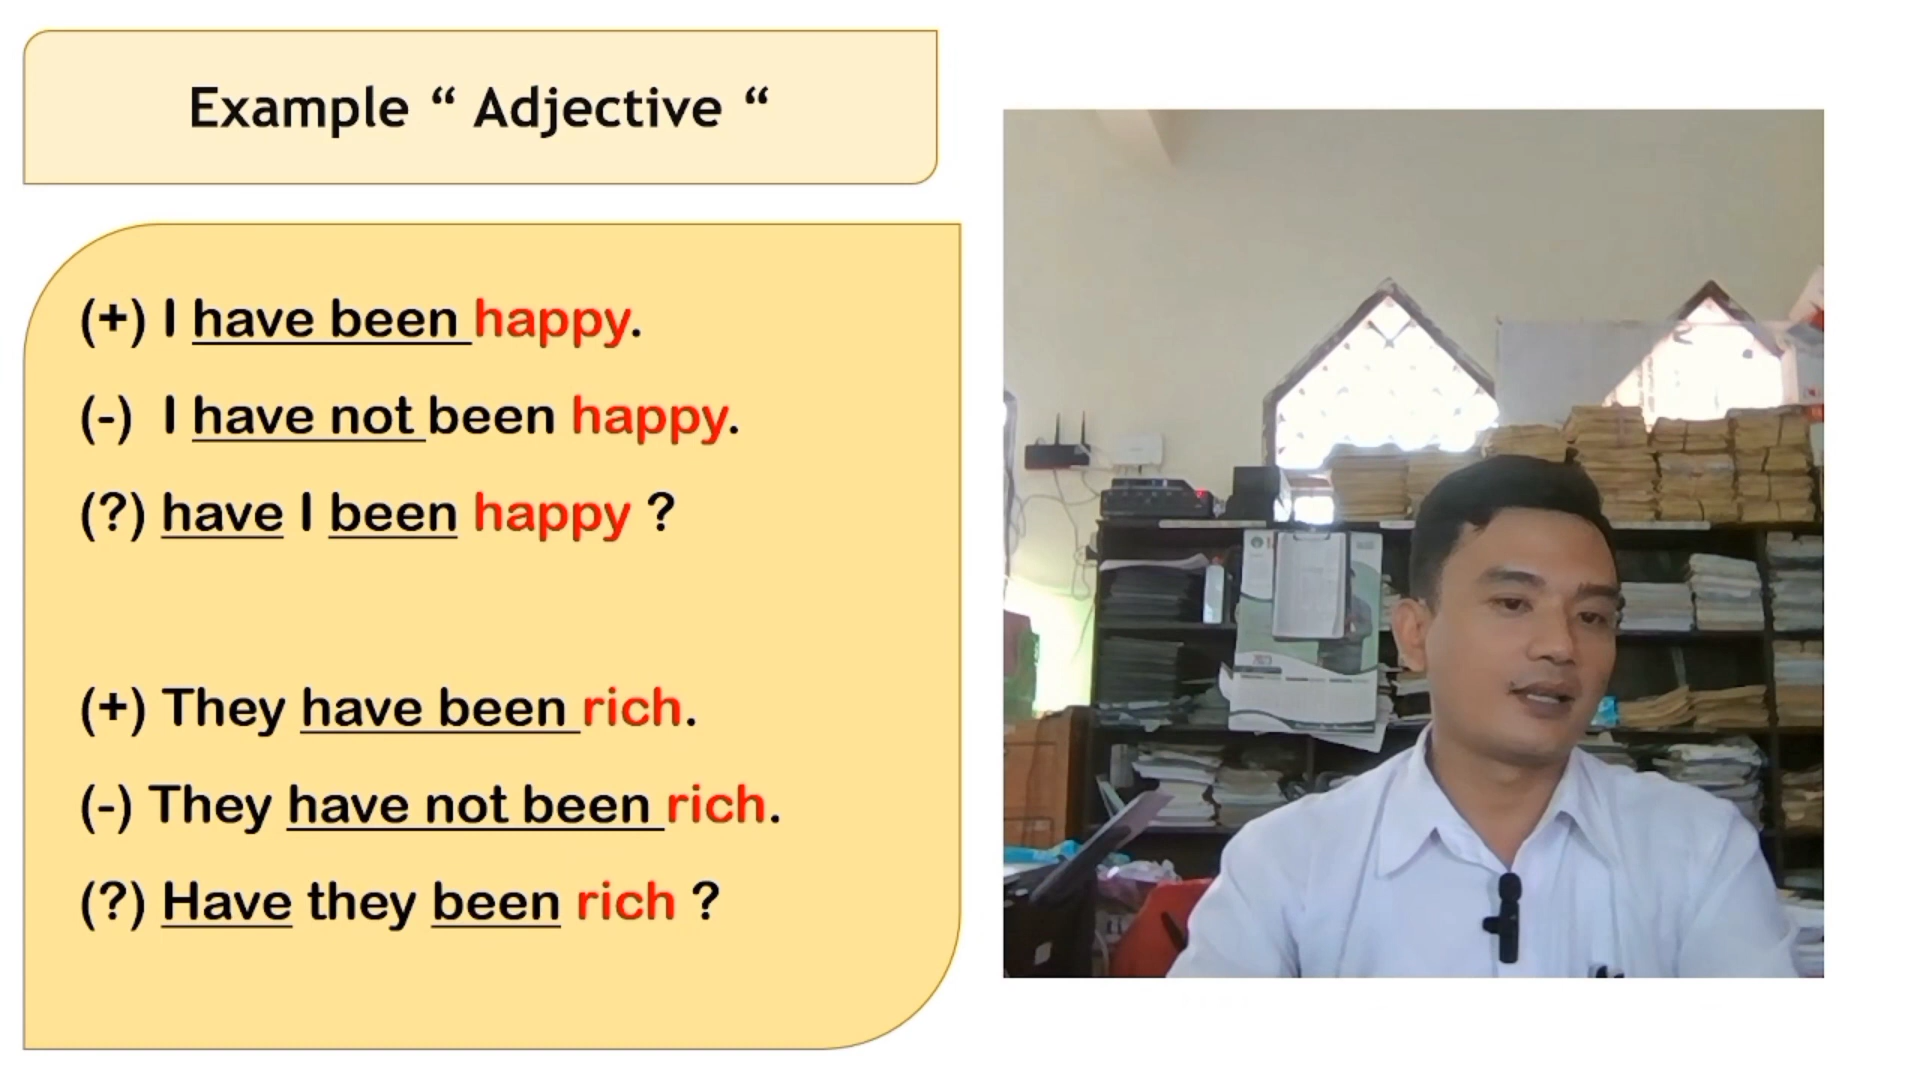 Example “ Adjective “
(+) I have been happy.
(-) I have not been happy.
(?) have I been happy ?
(+) They have been rich.
(-) They have not been rich.
(?) Have they been rich ?